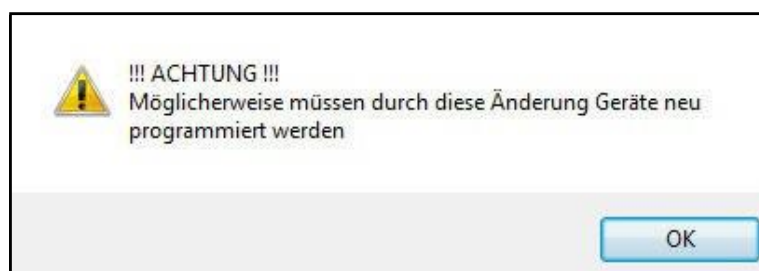 !!! ACHTUNG !!!
Möglicherweise müssen durch diese Änderung Geräte neu
programmiert werden
OK